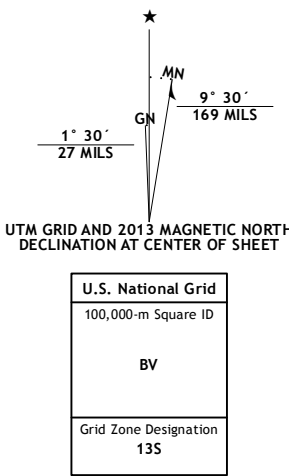 MN
GN
9° 30´
169 MILS
1° 30´
27 MILS
UTM GRID AND 2013 MAGNETIC NORTH
DECLINATION AT CENTER OF SHEET
U.S. National Grid
100,000-m Square ID
BV
Grid Zone Designation
13S